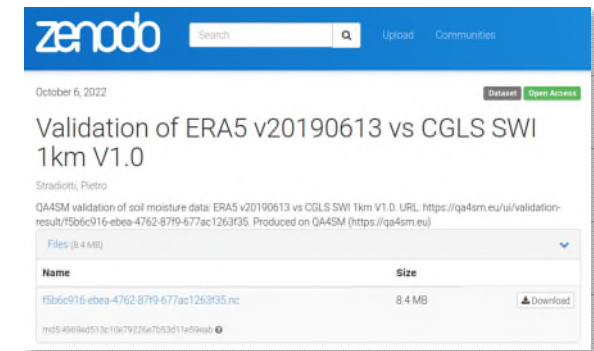 zenodo
Search
Upload Communities
October 6, 2022
Dataset Open Access
Validation of ERA5 v20190613 vs CGLS SWI
1km V1.0
Stradiotti, Pietro
QA4SM validation of soil moisture data: ERA5 v20190613 vs CGLS SWI 1km V1.0. URL: https://qa4sm.eu/ui/validation-
result/f5b6c916-ebea-4762-87f9-677ac1263f35. Produced on QA4SM (https://qa4sm.eu)
Files (8.4 MB)
Name Size
f5b6c916-ebea-4762-87f9-677ac1263f35.nc 8.4 MB Download